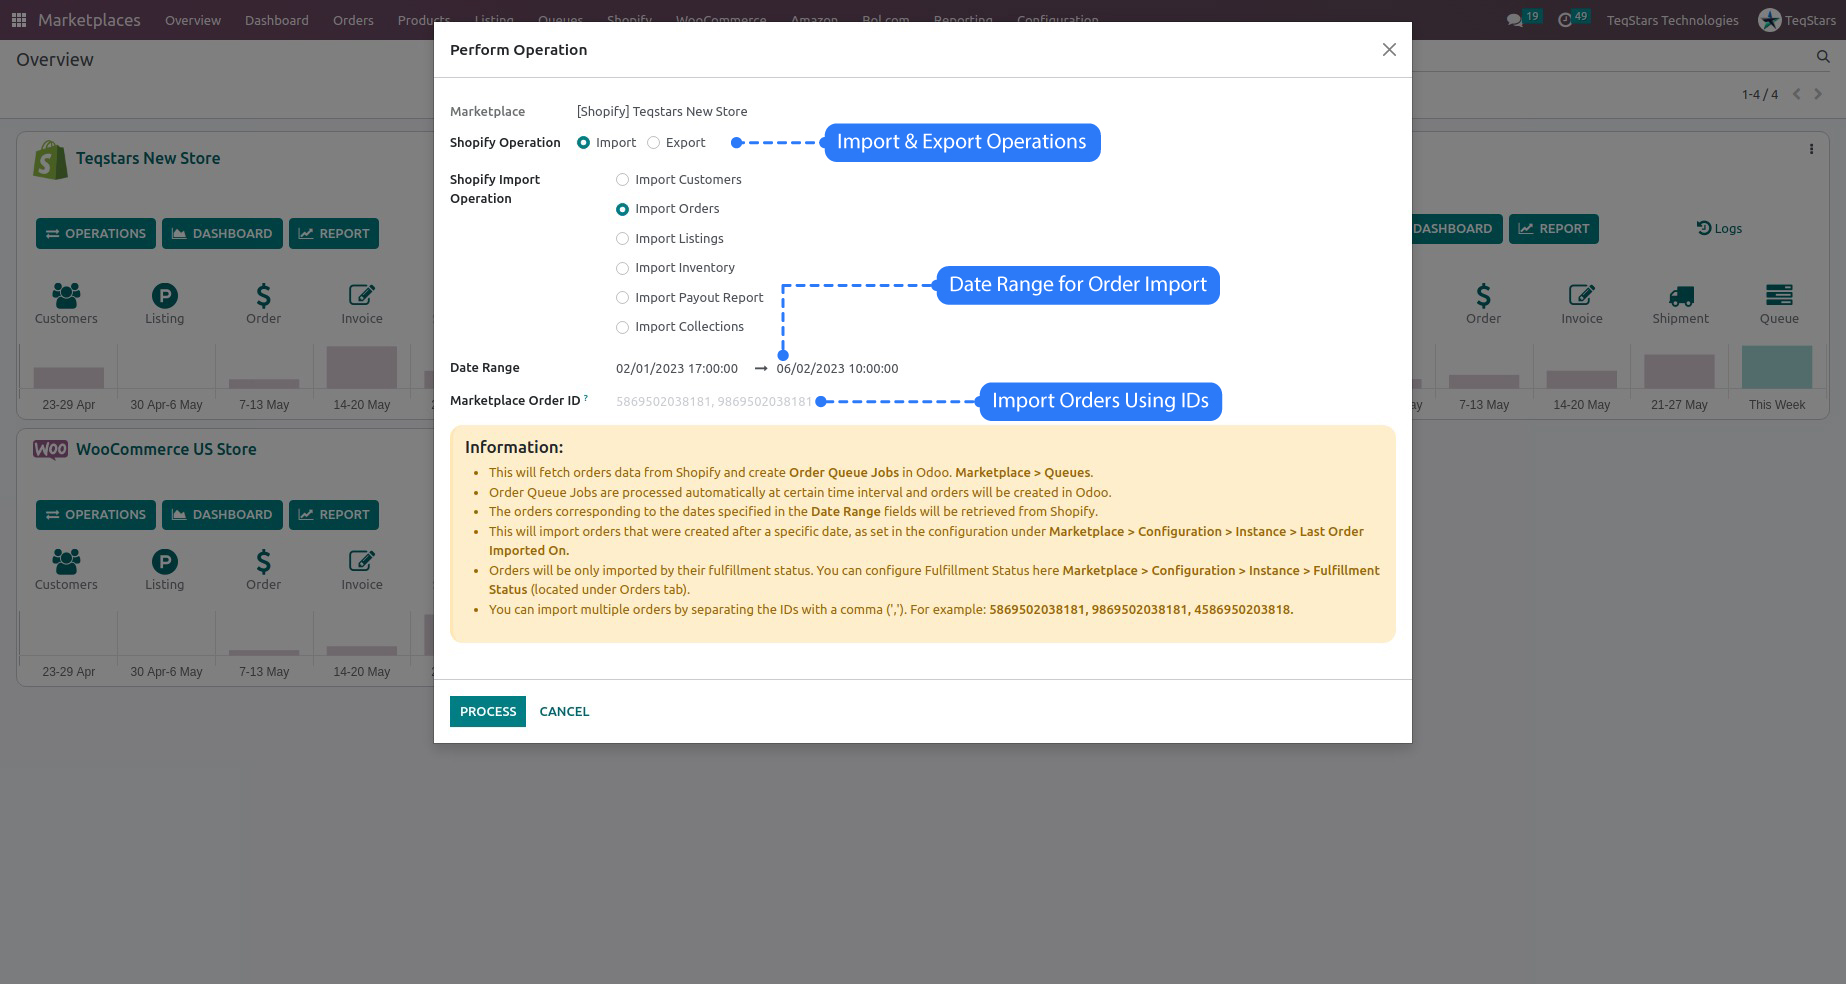 Marketplaces Overview Dashboard Orders Products Listing Queues Shopify WooCommerce Amazon Bol.com Reporting Configuration 19 49 TeqStars Technologies TeqStars
Overview
1-4 / 4
Perform Operation
Marketplace [Shopify] Teqstars New Store
Shopify Operation Import Export Import & Export Operations
Shopify Import
Operation
Import Customers
Import Orders
Import Listings
Import Inventory
Import Payout Report
Import Collections
Date Range for Order Import
Date Range 02/01/2023 17:00:00 → 06/02/2023 10:00:00
Marketplace Order ID ? 5869502038181, 9869502038181 Import Orders Using IDs
Information:
• This will fetch orders data from Shopify and create Order Queue Jobs in Odoo. Marketplace > Queues.
• Order Queue Jobs are processed automatically at certain time interval and orders will be created in Odoo.
• The orders corresponding to the dates specified in the Date Range fields will be retrieved from Shopify.
• This will import orders that were created after a specific date, as set in the configuration under Marketplace > Configuration > Instance > Last Order
Imported On.
• Orders will be only imported by their fulfillment status. You can configure Fulfillment Status here Marketplace > Configuration > Instance > Fulfillment
Status (located under Orders tab).
• You can import multiple orders by separating the IDs with a comma (','). For example: 5869502038181, 9869502038181, 4586950203818.
PROCESS CANCEL
Teqstars New Store
OPERATIONS DASHBOARD REPORT
Customers Listing Order Invoice
23-29 Apr 30 Apr-6 May 7-13 May 14-20 May
WOO WooCommerce US Store
OPERATIONS DASHBOARD REPORT
Customers Listing Order Invoice
23-29 Apr 30 Apr-6 May 7-13 May 14-20 May
DASHBOARD REPORT Logs
Order Invoice Shipment Queue
7-13 May 14-20 May 21-27 May This Week